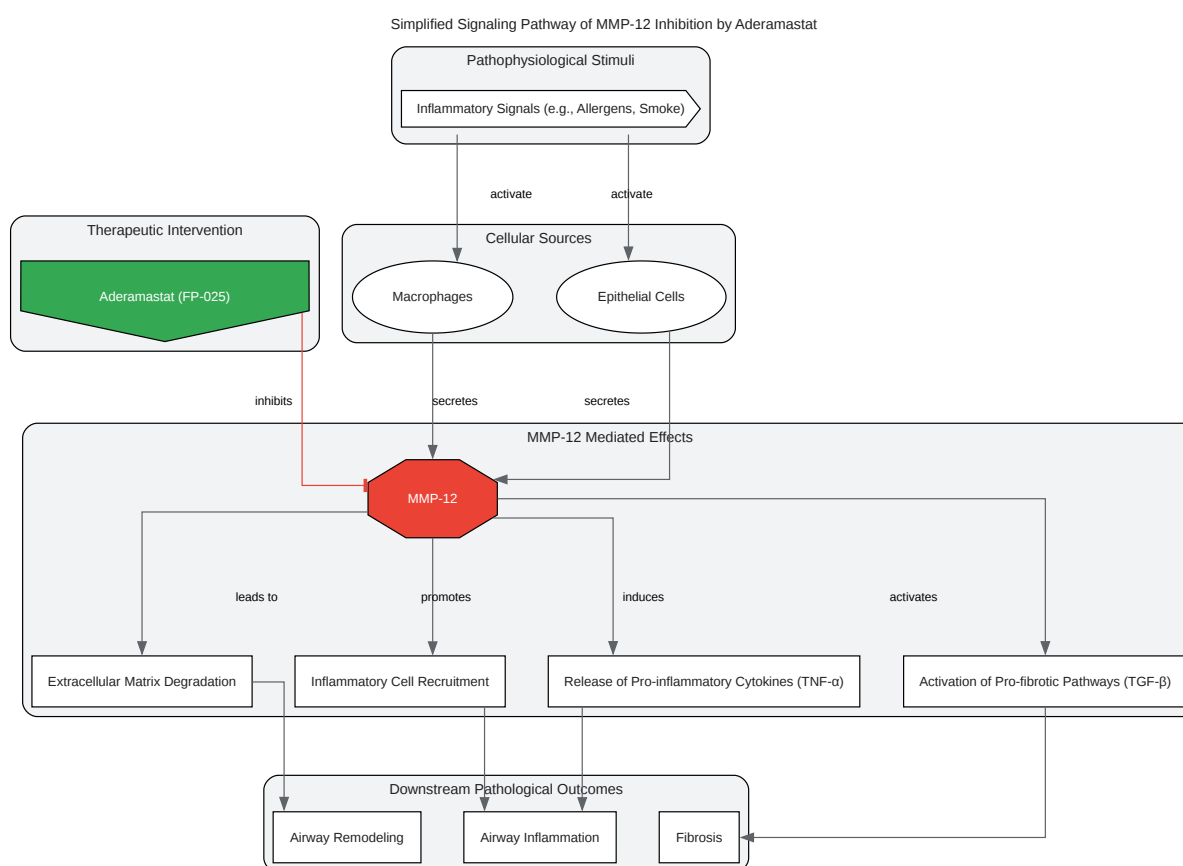 Simplified Signaling Pathway of MMP-12 Inhibition by Aderamastat
Pathophysiological Stimuli
Inflammatory Signals (e.g., Allergens, Smoke)
activate
activate
Therapeutic Intervention
Aderamastat (FP-025)
Cellular Sources
Macrophages
Epithelial Cells
inhibits
secretes
secretes
MMP-12 Mediated Effects
MMP-12
leads to
promotes
induces
activates
Extracellular Matrix Degradation
Inflammatory Cell Recruitment
Release of Pro-inflammatory Cytokines (TNF-α)
Activation of Pro-fibrotic Pathways (TGF-β)
Downstream Pathological Outcomes
Airway Remodeling
Airway Inflammation
Fibrosis